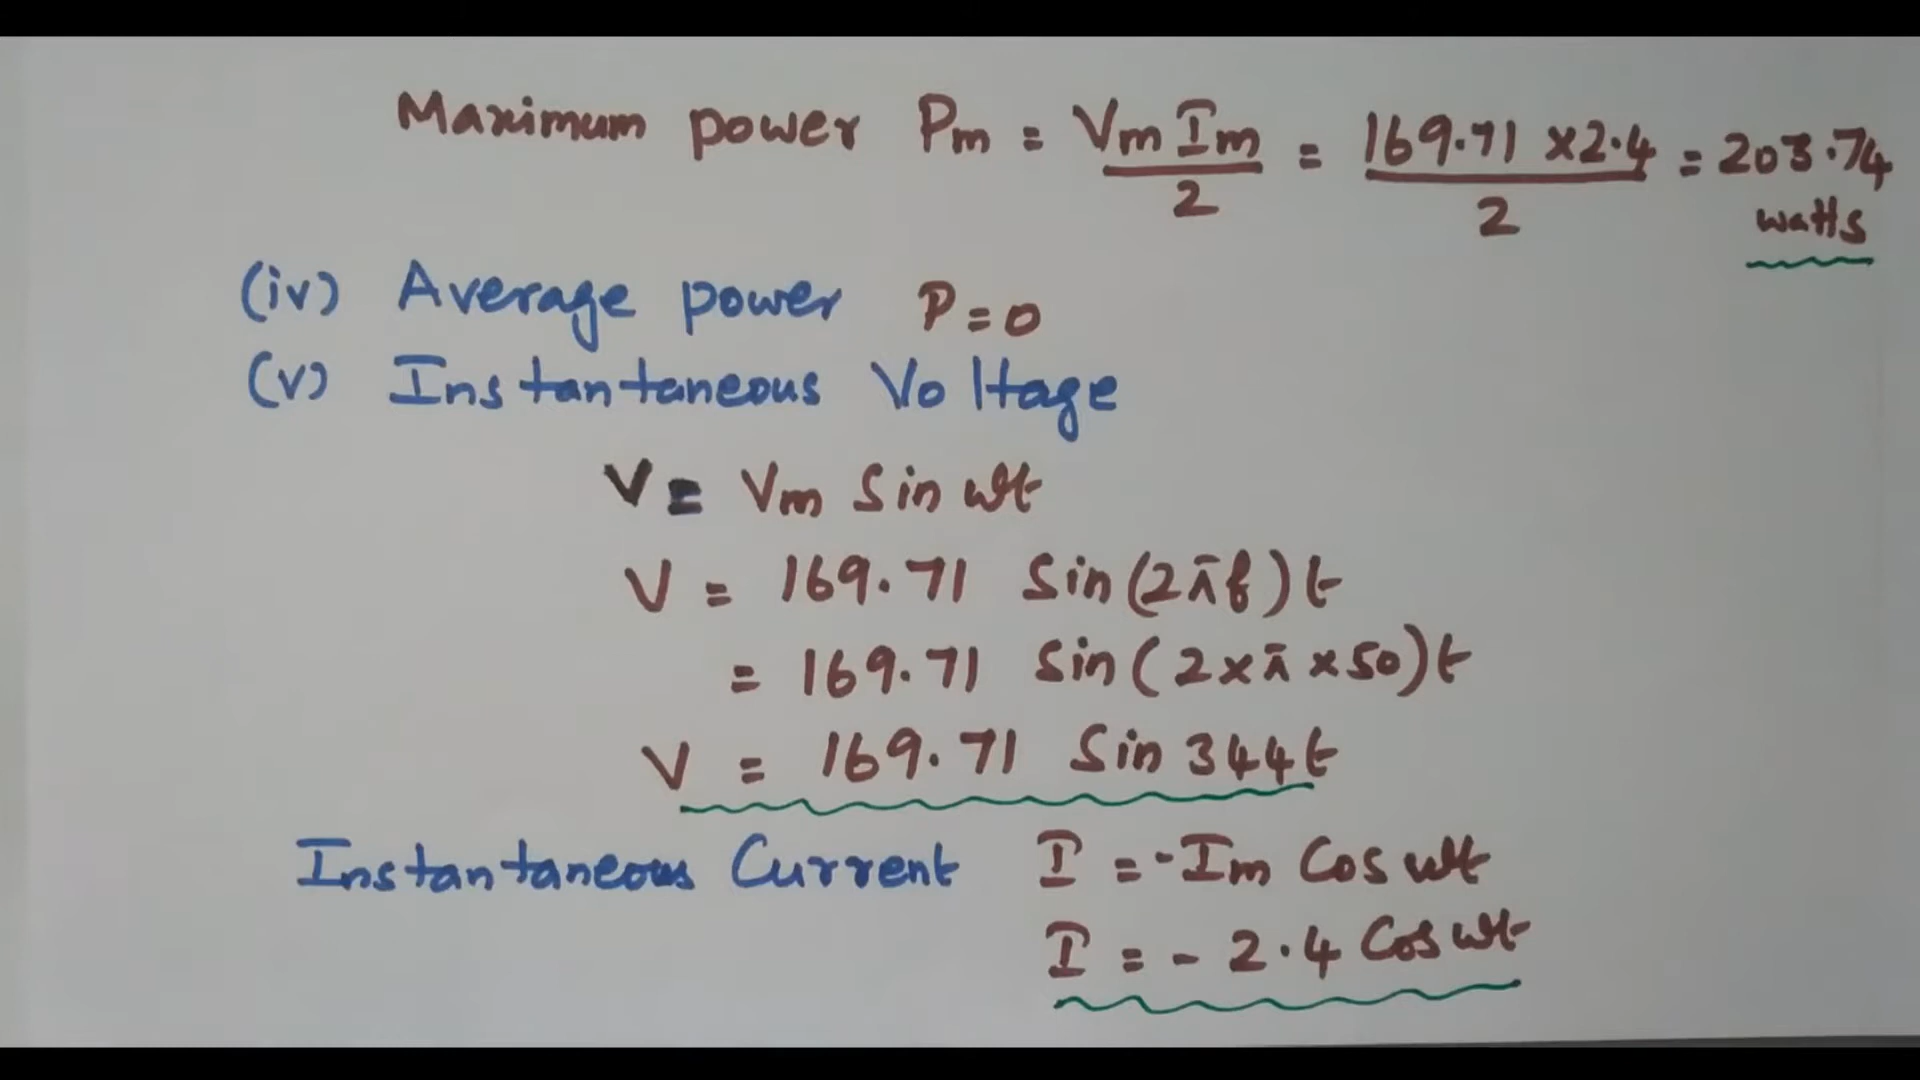 Maximum power Pm = Vm Im / 2 = 169.71 × 2.4 / 2 = 203.74 watts
(iv) Average power P = 0
(v) Instantaneous Voltage
V = Vm Sin ωt
V = 169.71 Sin (2πf) t
= 169.71 Sin (2 × π × 50) t
V = 169.71 Sin 344t
Instantaneous Current I = - Im Cos ωt
I = - 2.4 Cos ωt